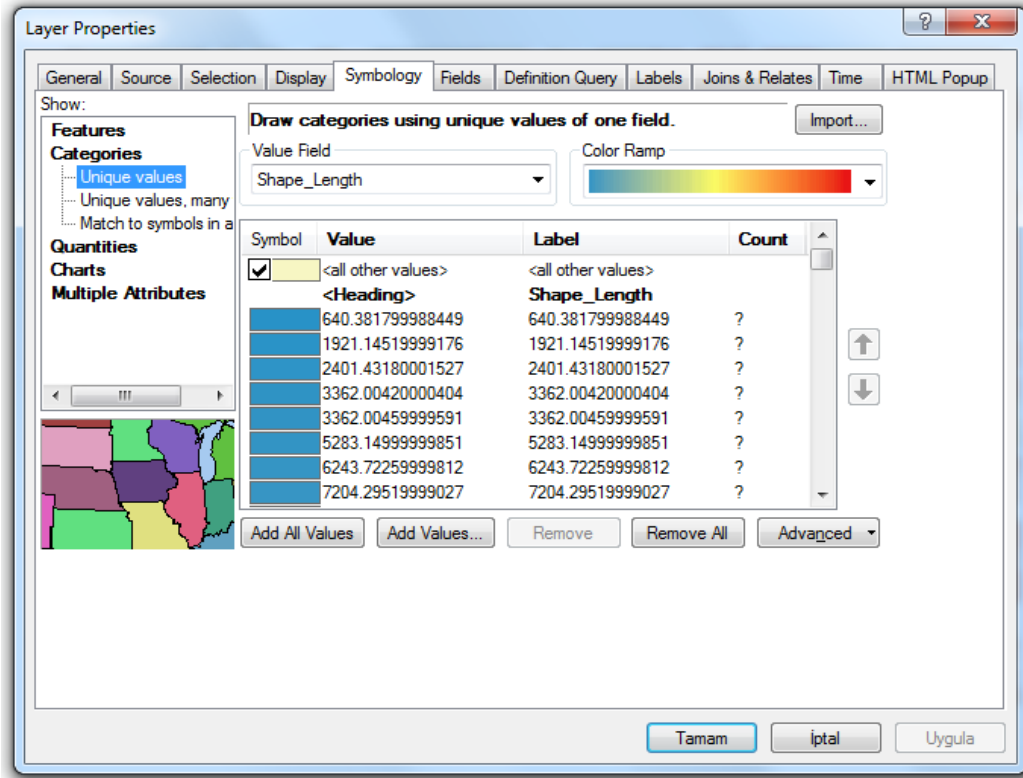 Layer Properties
General Source Selection Display Symbology Fields Definition Query Labels Joins & Relates Time HTML Popup
Show:
Features
Categories
Unique values
Unique values, many
Match to symbols in a
Quantities
Charts
Multiple Attributes
Draw categories using unique values of one field.
Import...
Value Field
Shape_Length
Color Ramp
Symbol Value Label Count
<all other values> <all other values>
<Heading> Shape_Length
640.381799988449 640.381799988449 ?
1921.14519999176 1921.14519999176 ?
2401.43180001527 2401.43180001527 ?
3362.00420000404 3362.00420000404 ?
3362.00459999591 3362.00459999591 ?
5283.14999999851 5283.14999999851 ?
6243.72259999812 6243.72259999812 ?
7204.29519999027 7204.29519999027 ?
Add All Values Add Values... Remove Remove All Advanced
Tamam İptal Uygula